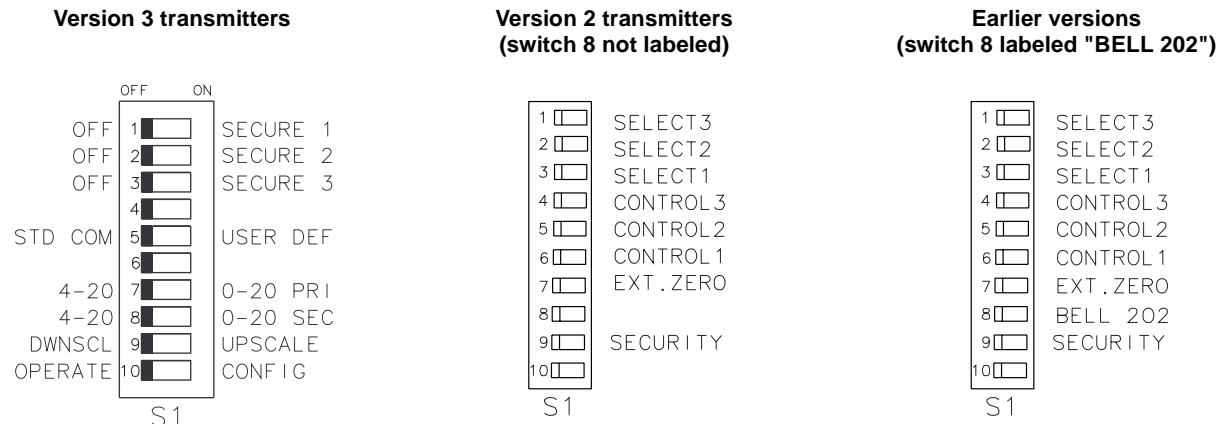 Version 3 transmitters
OFF ON
OFF 1 SECURE 1
OFF 2 SECURE 2
OFF 3 SECURE 3
4
STD COM 5 USER DEF
6
4-20 7 0-20 PRI
4-20 8 0-20 SEC
DWNSCL 9 UPSCALE
OPERATE 10 CONFIG
S1
Version 2 transmitters
(switch 8 not labeled)
1 SELECT3
2 SELECT2
3 SELECT1
4 CONTROL3
5 CONTROL2
6 CONTROL1
7 EXT.ZERO
8
9 SECURITY
10
S1
Earlier versions
(switch 8 labeled "BELL 202")
1 SELECT3
2 SELECT2
3 SELECT1
4 CONTROL3
5 CONTROL2
6 CONTROL1
7 EXT.ZERO
8 BELL 202
9 SECURITY
10
S1